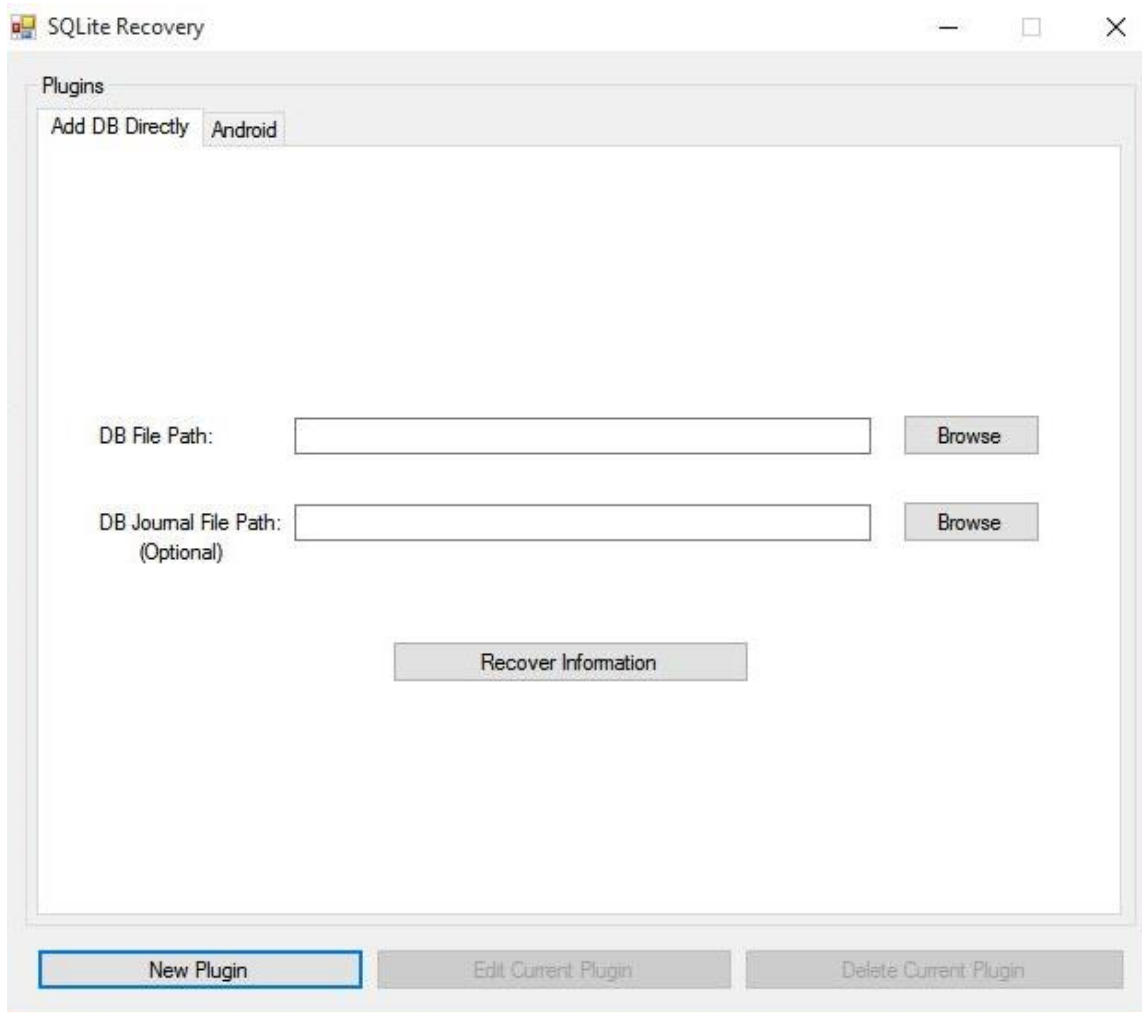 SQLite Recovery
Plugins
Add DB Directly Android
DB File Path: Browse
DB Journal File Path: Browse
(Optional)
Recover Information
New Plugin Edit Current Plugin Delete Current Plugin